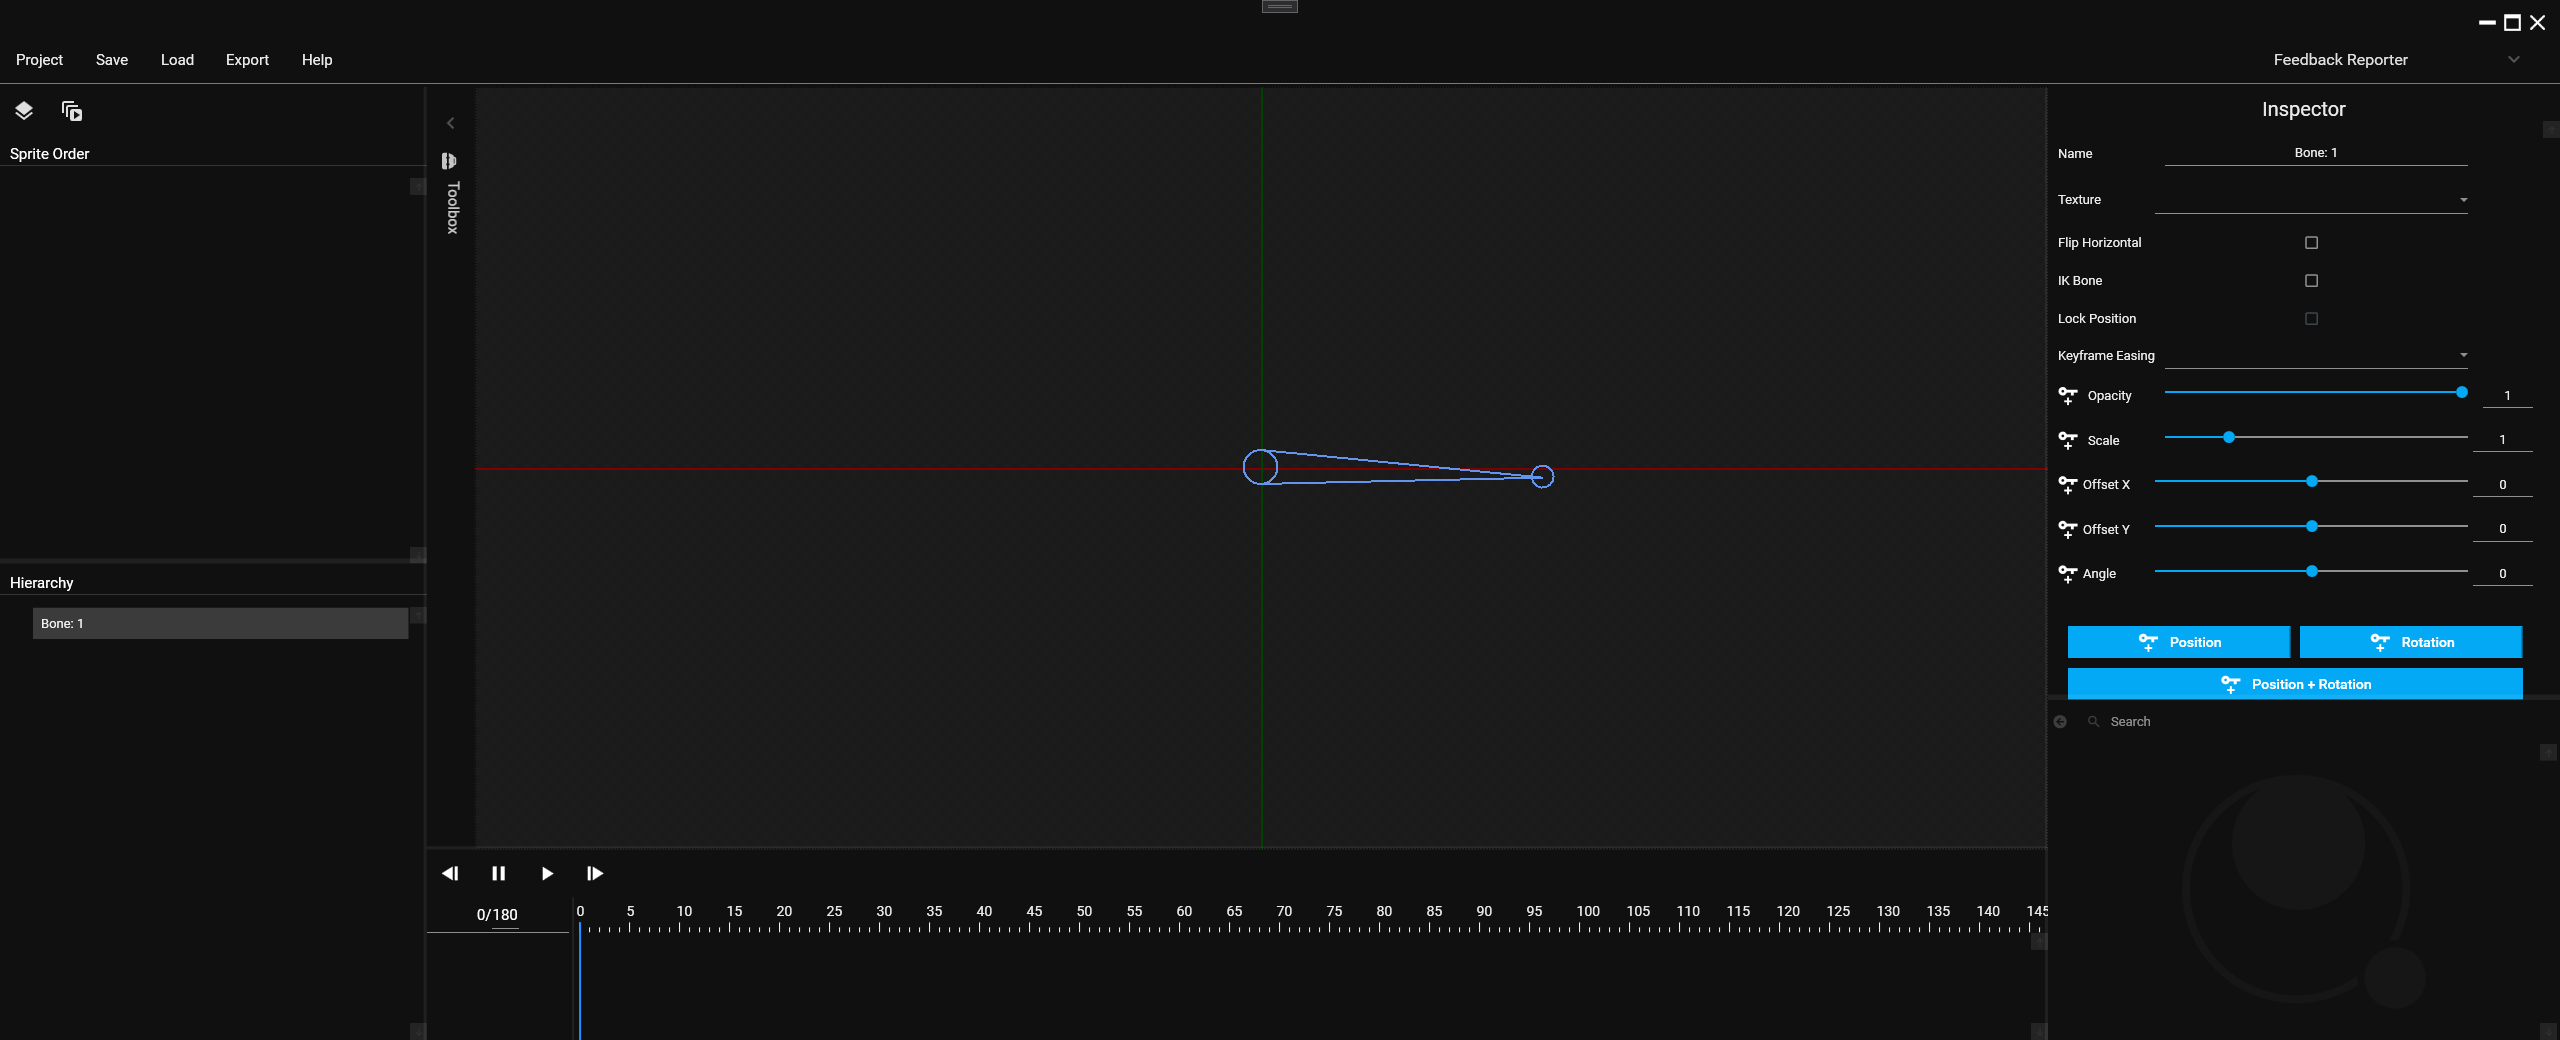 Project Save Load Export Help
Feedback Reporter
Sprite Order
Toolbox
Hierarchy
Bone: 1
0/180
0 5 10 15 20 25 30 35 40 45 50 55 60 65 70 75 80 85 90 95 100 105 110 115 120 125 130 135 140 145
Inspector
Name Bone: 1
Texture
Flip Horizontal
IK Bone
Lock Position
Keyframe Easing
Opacity 1
Scale 1
Offset X 0
Offset Y 0
Angle 0
Position Rotation
Position + Rotation
Search